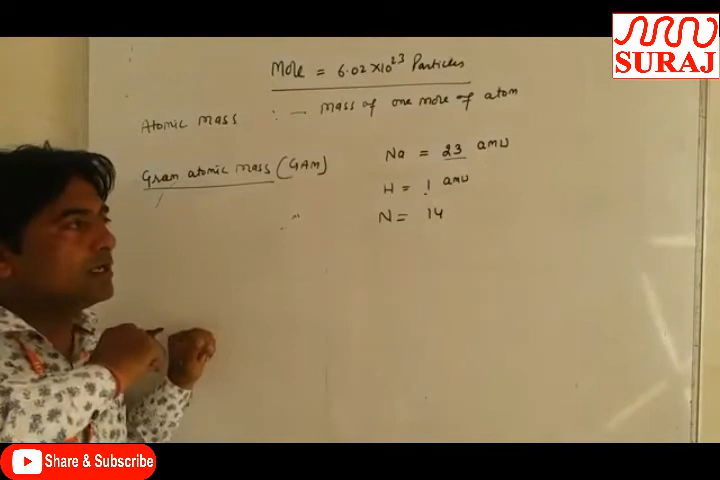 SURAJ
Mole = 6.02 × 10²³ Particles
Atomic mass : — mass of one more of atom
Gram atomic mass (GAM)
Na = 23 amu
H = 1 amu
N = 14
Share & Subscribe